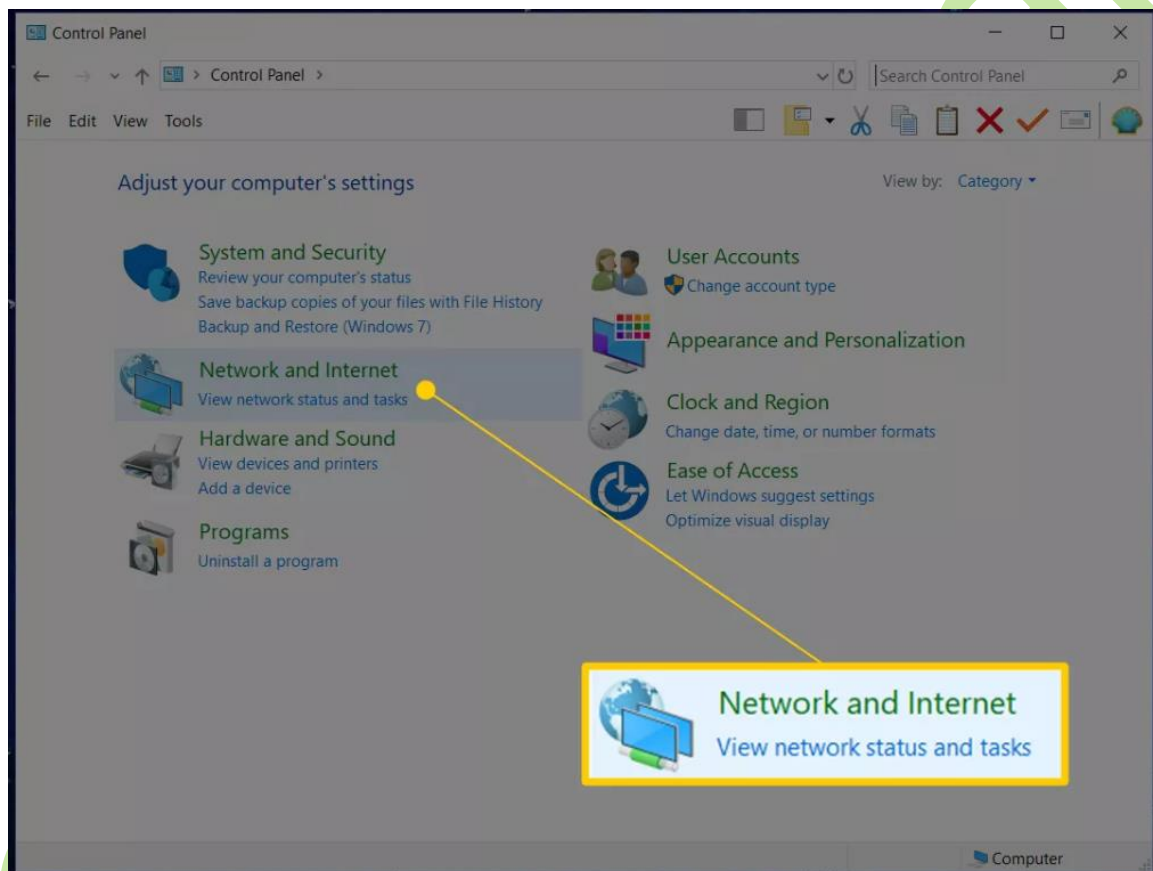 Control Panel
Control Panel
Search Control Panel
File Edit View Tools
Adjust your computer's settings
View by: Category
System and Security
Review your computer's status
Save backup copies of your files with File History
Backup and Restore (Windows 7)
Network and Internet
View network status and tasks
Hardware and Sound
View devices and printers
Add a device
Programs
Uninstall a program
User Accounts
Change account type
Appearance and Personalization
Clock and Region
Change date, time, or number formats
Ease of Access
Let Windows suggest settings
Optimize visual display
Network and Internet
View network status and tasks
Computer